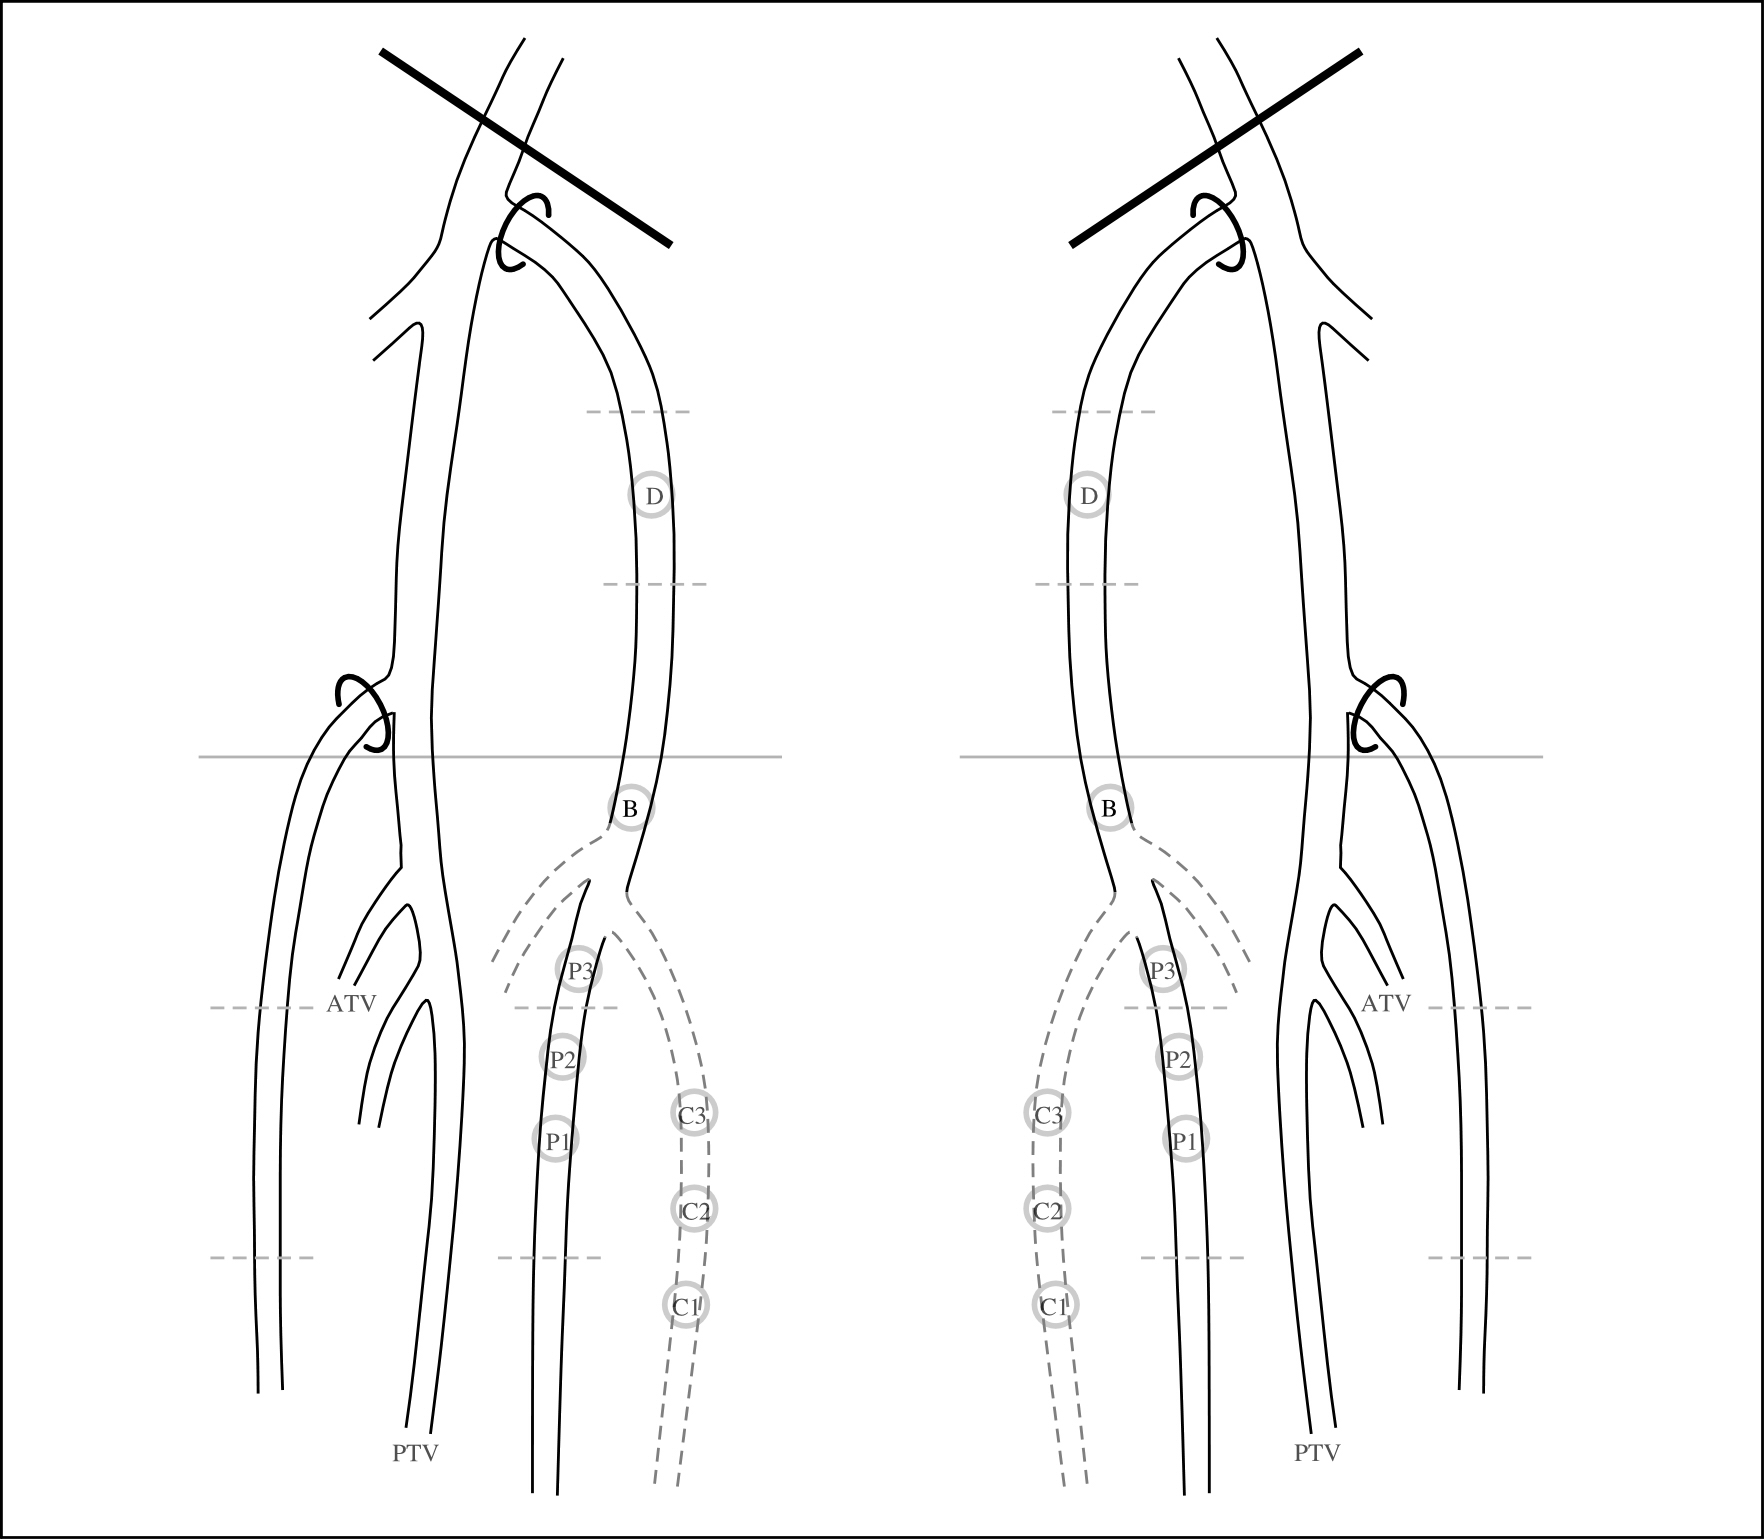 D D
B B
P3 P3
ATV ATV
P2 P2
C3 C3
P1 P1
C2 C2
C1 C1
PTV PTV